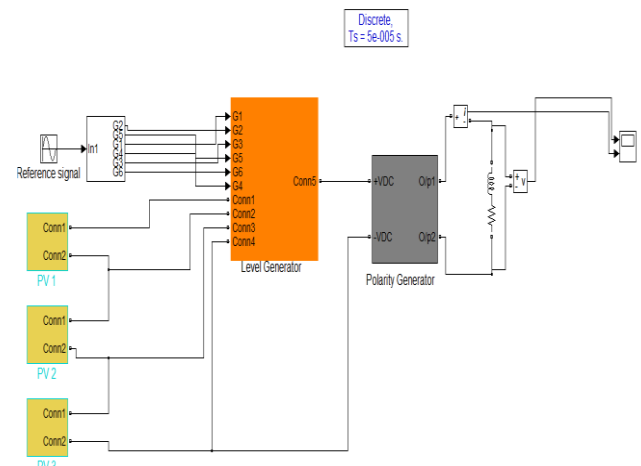 Discrete,
Ts = 5e-005 s.
Reference signal
In1
G2
G5
G1
G4
G3
G6
G1
G2
G3
G5
G6
G4
Conn1
Conn2
Conn3
Conn4
Conn5
Level Generator
+VDC
-VDC
O/p1
O/p2
Polarity Generator
+
i
-
+
-
v
Conn1
Conn2
PV 1
Conn1
Conn2
PV 2
Conn1
Conn2
PV 3